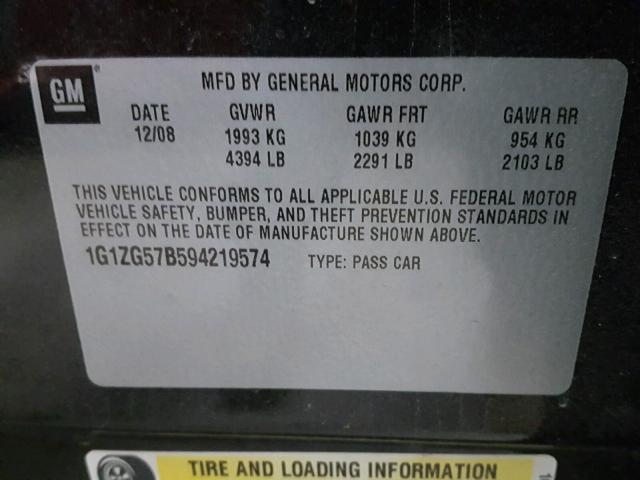 GM®
MFD BY GENERAL MOTORS CORP.
DATE GVWR GAWR FRT GAWR RR
12/08 1993 KG 1039 KG 954 KG
4394 LB 2291 LB 2103 LB
THIS VEHICLE CONFORMS TO ALL APPLICABLE U.S. FEDERAL MOTOR
VEHICLE SAFETY, BUMPER, AND THEFT PREVENTION STANDARDS IN
EFFECT ON THE DATE OF MANUFACTURE SHOWN ABOVE.
1G1ZG57B594219574 TYPE: PASS CAR
TIRE AND LOADING INFORMATION